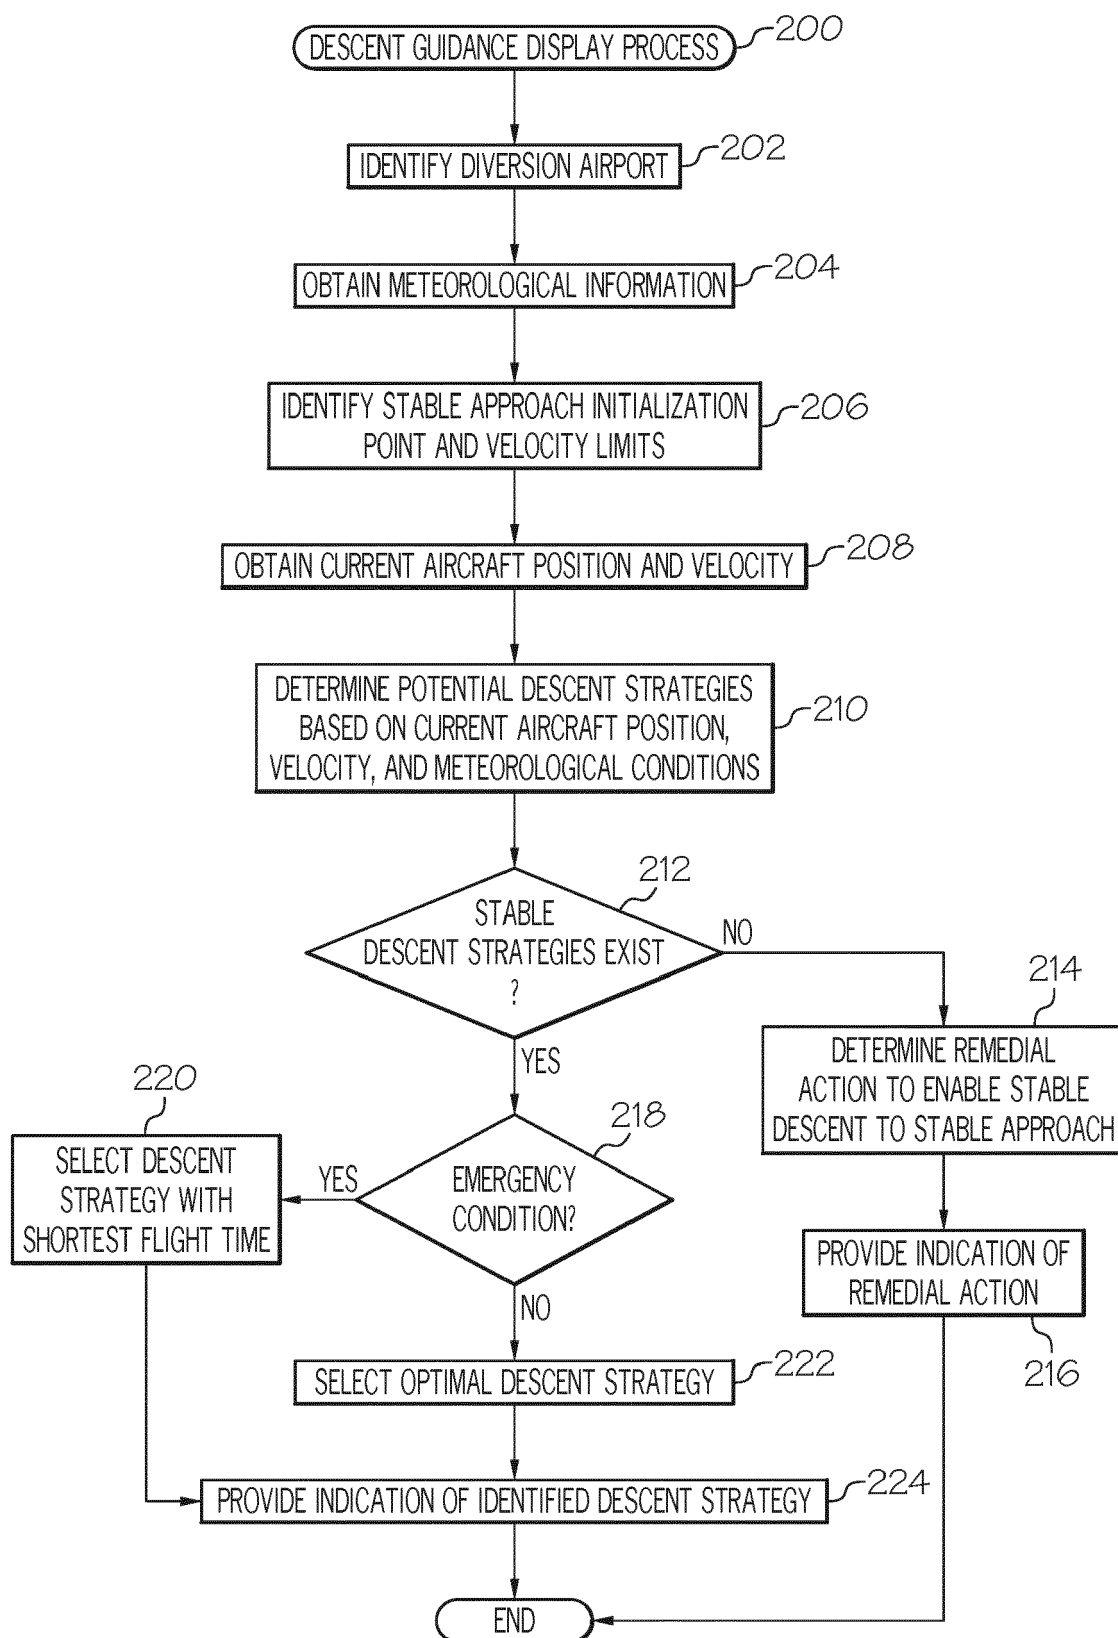 DESCENT GUIDANCE DISPLAY PROCESS
200
IDENTIFY DIVERSION AIRPORT
202
OBTAIN METEOROLOGICAL INFORMATION
204
IDENTIFY STABLE APPROACH INITIALIZATION
POINT AND VELOCITY LIMITS
206
OBTAIN CURRENT AIRCRAFT POSITION AND VELOCITY
208
DETERMINE POTENTIAL DESCENT STRATEGIES
BASED ON CURRENT AIRCRAFT POSITION,
VELOCITY, AND METEOROLOGICAL CONDITIONS
210
212
STABLE
DESCENT STRATEGIES EXIST
?
NO
YES
214
DETERMINE REMEDIAL
ACTION TO ENABLE STABLE
DESCENT TO STABLE APPROACH
218
EMERGENCY
CONDITION?
YES
NO
220
SELECT DESCENT
STRATEGY WITH
SHORTEST FLIGHT TIME
PROVIDE INDICATION OF
REMEDIAL ACTION
216
SELECT OPTIMAL DESCENT STRATEGY
222
PROVIDE INDICATION OF IDENTIFIED DESCENT STRATEGY
224
END